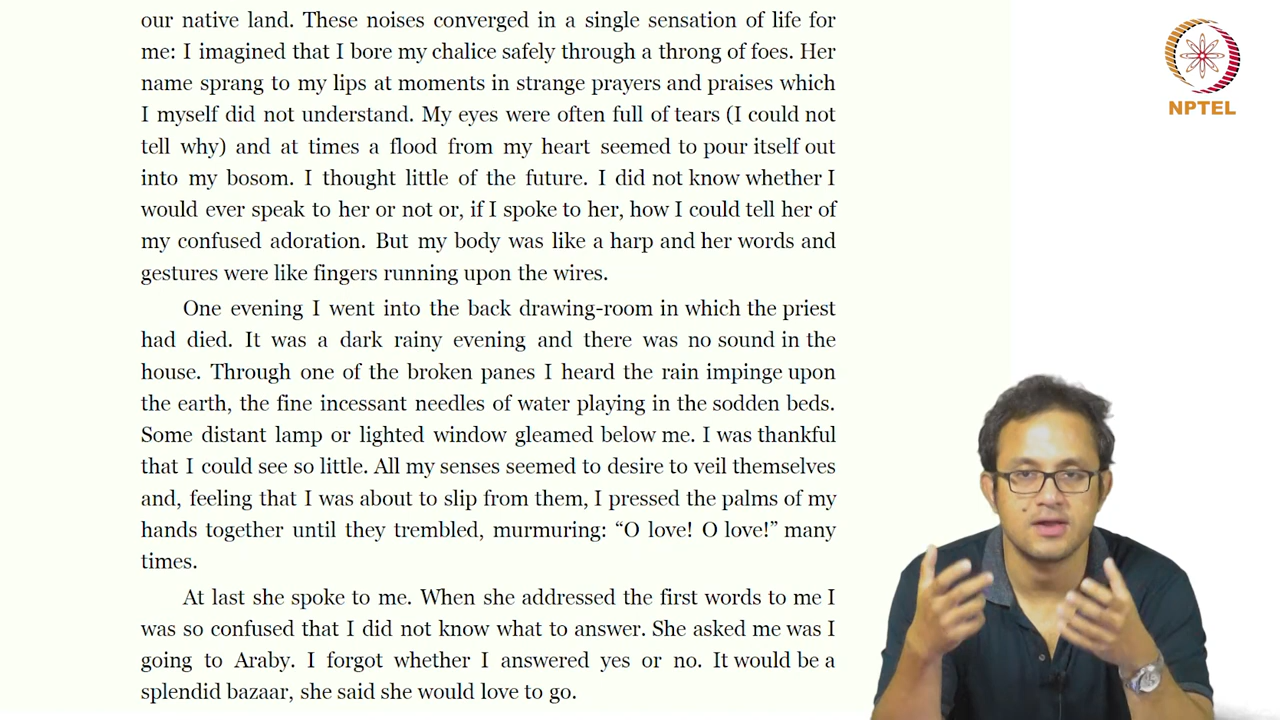 our native land. These noises converged in a single sensation of life for
me: I imagined that I bore my chalice safely through a throng of foes. Her
name sprang to my lips at moments in strange prayers and praises which
I myself did not understand. My eyes were often full of tears (I could not
tell why) and at times a flood from my heart seemed to pour itself out
into my bosom. I thought little of the future. I did not know whether I
would ever speak to her or not or, if I spoke to her, how I could tell her of
my confused adoration. But my body was like a harp and her words and
gestures were like fingers running upon the wires.
One evening I went into the back drawing-room in which the priest
had died. It was a dark rainy evening and there was no sound in the
house. Through one of the broken panes I heard the rain impinge upon
the earth, the fine incessant needles of water playing in the sodden beds.
Some distant lamp or lighted window gleamed below me. I was thankful
that I could see so little. All my senses seemed to desire to veil themselves
and, feeling that I was about to slip from them, I pressed the palms of my
hands together until they trembled, murmuring: “O love! O love!” many
times.
At last she spoke to me. When she addressed the first words to me I
was so confused that I did not know what to answer. She asked me was I
going to Araby. I forgot whether I answered yes or no. It would be a
splendid bazaar, she said she would love to go.
NPTEL